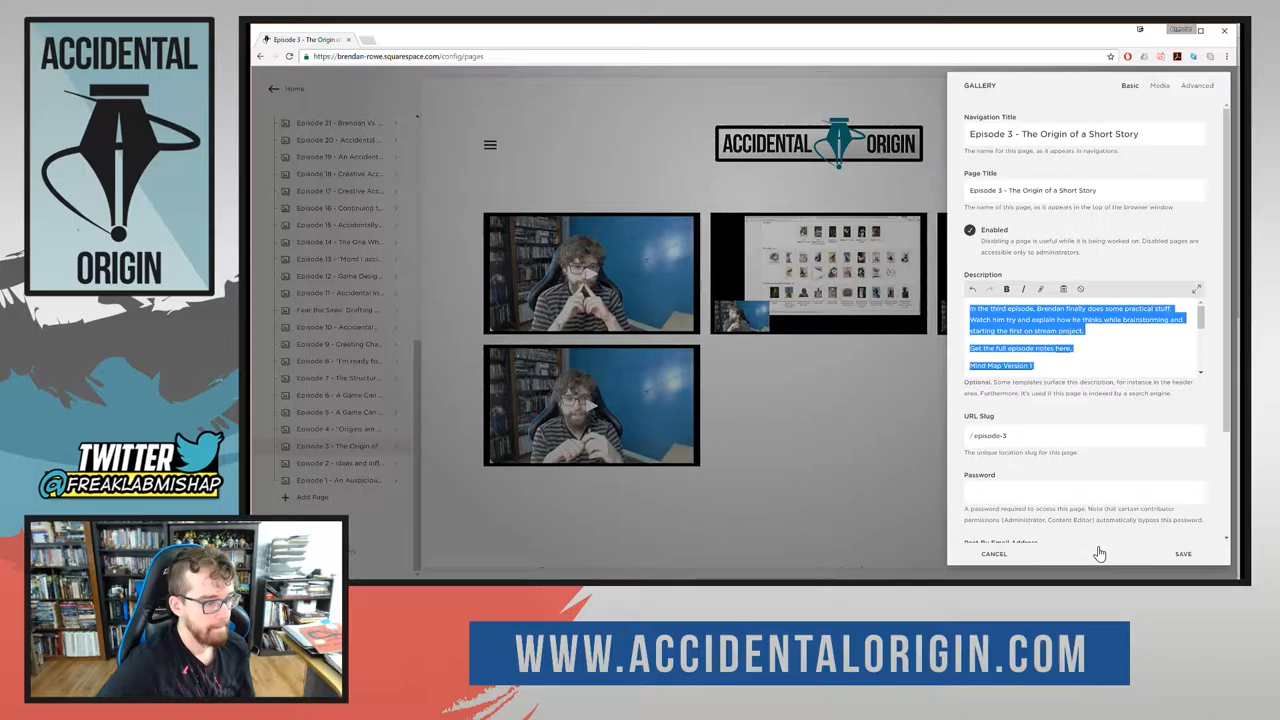 ACCIDENTAL
ORIGIN
Episode 3 - The Origin o
https://brendan-rowe.squarespace.com/config/pages
Home
Episode 21 - Brendan Vs.
Episode 20 - Accidental
Episode 19 - An Accident
Episode 18 - Creative Acc
Episode 17 - Creative Acc
Episode 16 - Continuing t
Episode 15 - Accidentally
Episode 14 - The One Wh
Episode 13 - "Mom! I acci
Episode 12 - Game Desig
Episode 11 - Accidental In
Fear the Siren: Drafting
Episode 10 - Accidental
Episode 9 - Creating Cha
Episode 8 - "I'm ready fo
Episode 7 - The Structur
Episode 6 - A Game Can
Episode 5 - A Game Can
Episode 4 - "Origins are
Episode 3 - The Origin of
Episode 2 - Ideas and Infl
Episode 1 - An Auspiciou
Add Page
ACCIDENTAL ORIGIN
GALLERY
Basic
Media
Advanced
Navigation Title
Episode 3 - The Origin of a Short Story
The name for this page, as it appears in navigations.
Page Title
Episode 3 - The Origin of a Short Story
The name of this page, as it appears in the top of the browser window.
Enabled
Disabling a page is useful while it is being worked on. Disabled pages are
accessible only to administrators.
Description
B I
In the third episode, Brendan finally does some practical stuff.
Watch him try and explain how he thinks while brainstorming and
starting the first on stream project.
Get the full episode notes here.
Mind Map Version 1
Optional. Some templates surface this description, for instance in the header
area. Furthermore, it's used if this page is indexed by a search engine.
URL Slug
/ episode-3
The unique location slug for this page.
Password
A password required to access this page. Note that certain contributor
permissions (Administrator, Content Editor) automatically bypass this password.
Post By Email Address
CANCEL
SAVE
TWITTER
@FREAKLABMISHAP
WWW.ACCIDENTALORIGIN.COM